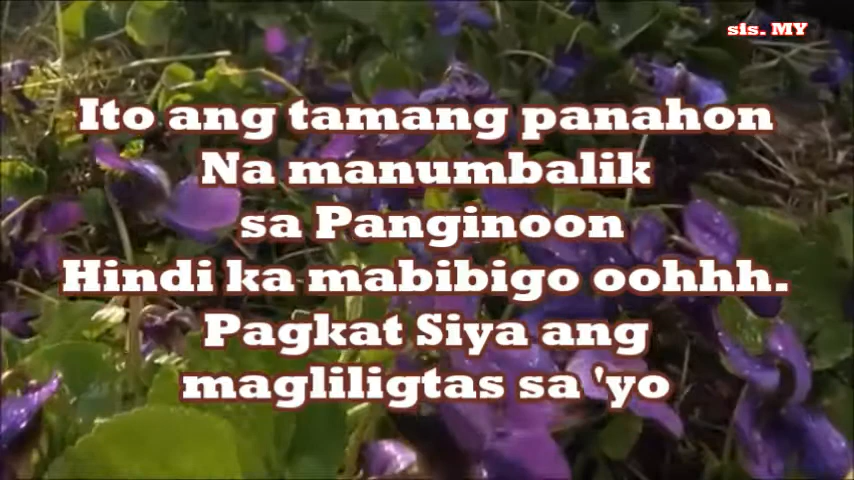 sis. MY
Ito ang tamang panahon
Na manumbalik
sa Panginoon
Hindi ka mabibigo oohhh.
Pagkat Siya ang
magliligtas sa 'yo